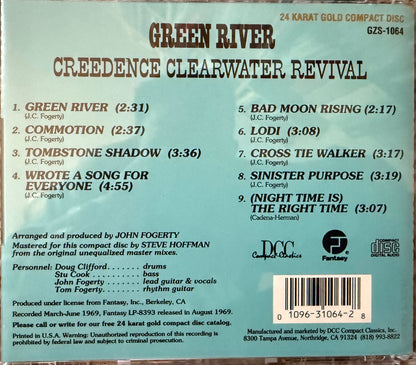 GREEN RIVER
24 KARAT GOLD COMPACT DISC
GZS-1064
CREEDENCE CLEARWATER REVIVAL
1. GREEN RIVER (2:31)
(J.C. Fogerty)
2. COMMOTION (2:37)
(J.C. Fogerty)
3. TOMBSTONE SHADOW (3:36)
(J.C. Fogerty)
4. WROTE A SONG FOR
EVERYONE (4:55)
(J.C. Fogerty)
5. BAD MOON RISING (2:17)
(J.C. Fogerty)
6. LODI (3:08)
(J.C. Fogerty)
7. CROSS TIE WALKER (3:17)
(J.C. Fogerty)
8. SINISTER PURPOSE (3:19)
(J.C. Fogerty)
9. (NIGHT TIME IS)
THE RIGHT TIME (3:07)
(Cadena-Herman)
Arranged and produced by JOHN FOGERTY
Mastered for this compact disc by STEVE HOFFMAN
from the original unequalized master mixes.
Personnel: Doug Clifford........drums
Stu Cook..............bass
John Fogerty.......lead guitar & vocals
Tom Fogerty.......rhythm guitar
DCC
Compact Classics
FJ
Fantasy
COMPACT
disc
DIGITAL AUDIO
Produced under license from Fantasy, Inc., Berkeley, CA
Recorded March-June 1969, Fantasy LP-8393 released in August 1969.
Please call or write for our free 24 karat gold compact disc catalog.
Printed in U.S.A. Warning: Unauthorized reproduction of this recording is
prohibited by federal law and subject to criminal prosecution.
0 10963-1064-2 8
Manufactured and marketed by DCC Compact Classics, Inc.
8300 Tampa Avenue, Northridge, CA 91324 (818) 993-8822